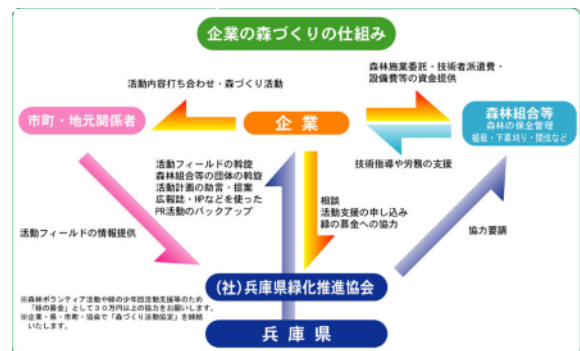 企業の森づくりの仕組み
活動内容打ち合わせ・森づくり活動
森林施業委託・技術者派遣費・
設備費等の資金提供
市町・地元関係者
企業
森林組合等
森林の保全管理
植栽・下草刈り・間伐など
技術指導や労務の支援
活動フィールドの斡旋
森林組合等の団体の斡旋
活動計画の助言・提案
広報誌・HPなどを使った
PR活動のバックアップ
相談
活動支援の申し込み
緑の募金への協力
活動フィールドの情報提供
協力要請
(社)兵庫県緑化推進協会
※森林ボランティア活動や緑の少年団活動支援等のため
「緑の募金」として30万円以上の協力をお願いします。
※企業・県・市町・協会で「森づくり活動協定」を締結
いたします。
兵庫県